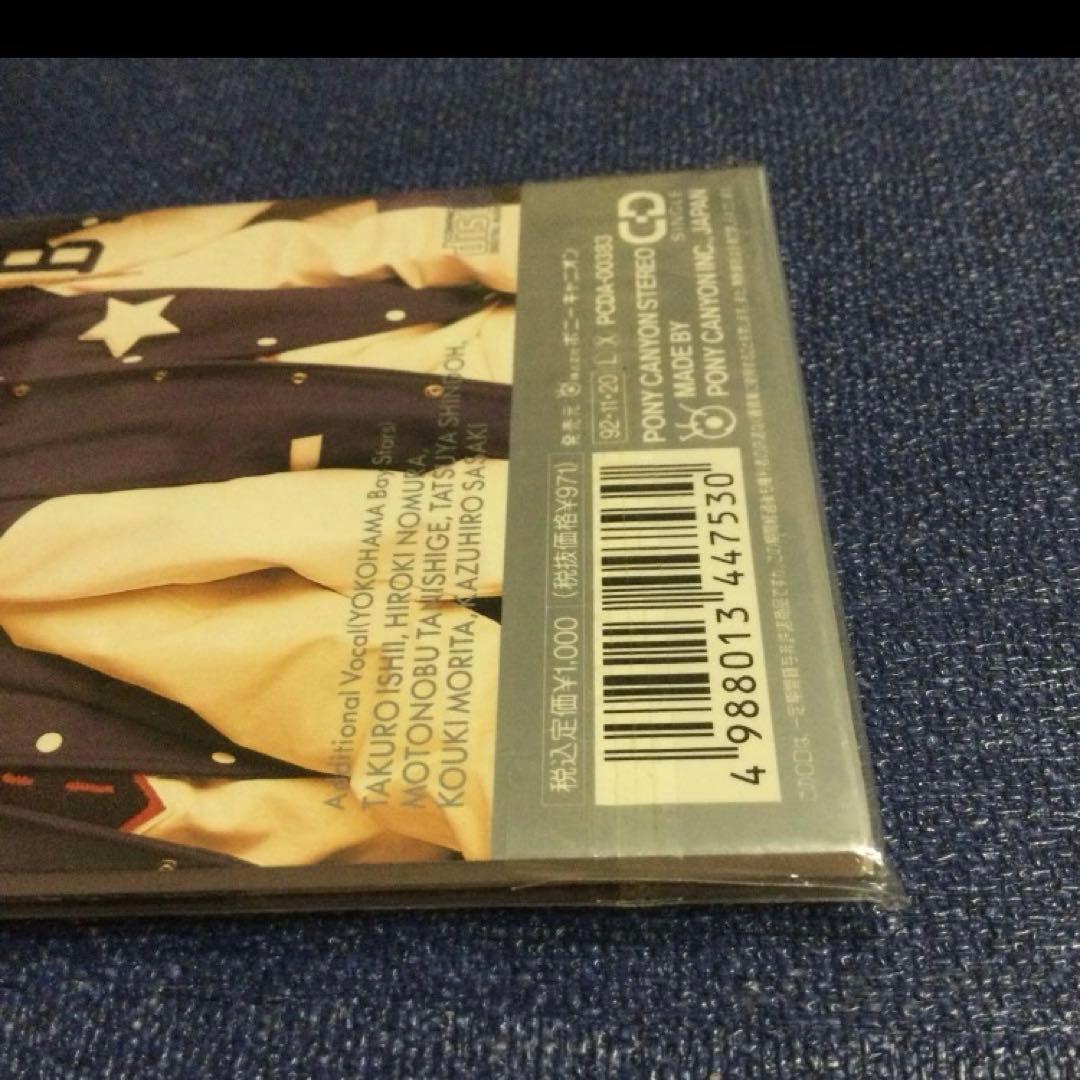 B
Additional Vocal(YOKOHAMA Bay Stars)
TAKURO ISHII, HIROKI NOMURA,
MOTONOBU TANISHIGE, TATSUYA SHINDOH,
KOUKI MORITA, KAZUHIRO SASAKI
税込定価¥1,000 (税抜価格¥971)
発売元 ポニーキャニオン
92・11・20 L X PCDA-00383
PONY CANYON STEREO
MADE BY
PONY CANYON INC. JAPAN
CD
SINGLE
4 988013 447530